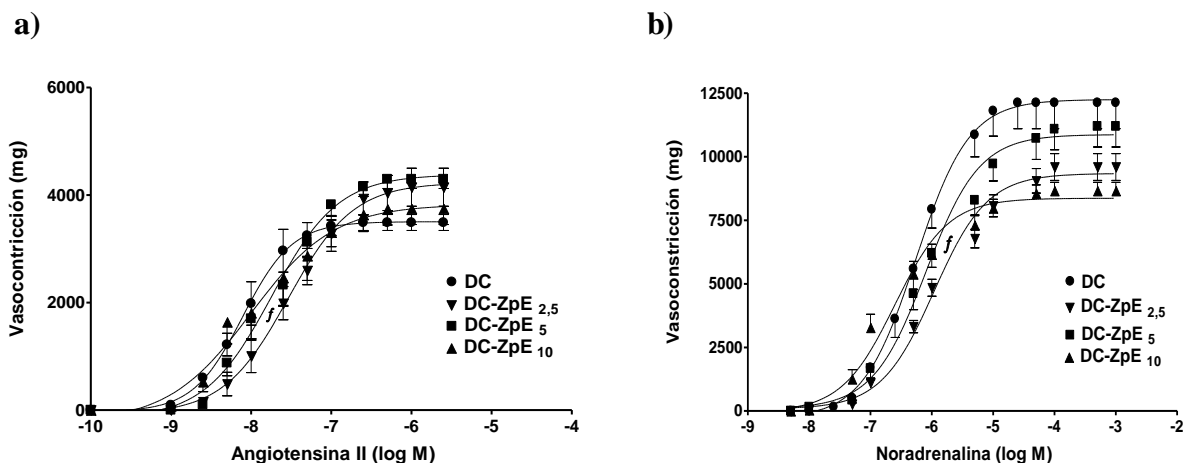 a)
6000
4000
2000
0
Vasocontricción (mg)
ƒ
DC
DC-ZpE 2,5
DC-ZpE 5
DC-ZpE 10
-10 -9 -8 -7 -6 -5 -4
Angiotensina II (log M)
b)
12500
10000
7500
5000
2500
0
Vasoconstricción (mg)
ƒ
DC
DC-ZpE 2,5
DC-ZpE 5
DC-ZpE 10
-9 -8 -7 -6 -5 -4 -3 -2
Noradrenalina (log M)